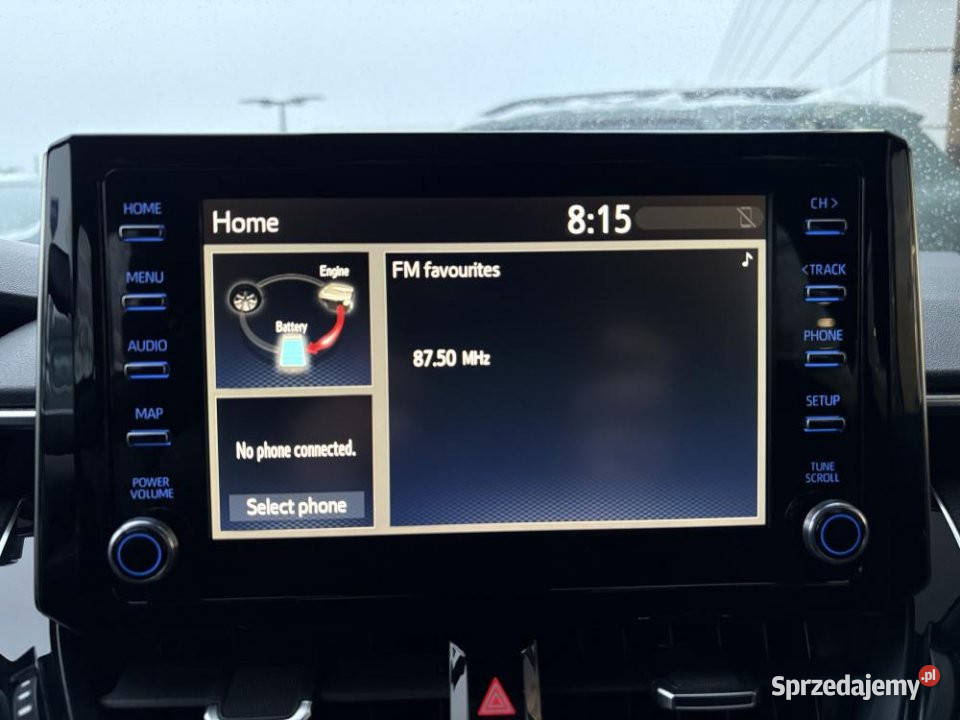 HOME
MENU
AUDIO
MAP
POWER
VOLUME
Home
8:15
Engine
Battery
No phone connected.
Select phone
FM favourites
87.50 MHz
CH >
< TRACK
PHONE
SETUP
TUNE
SCROLL
Sprzedajemy.pl